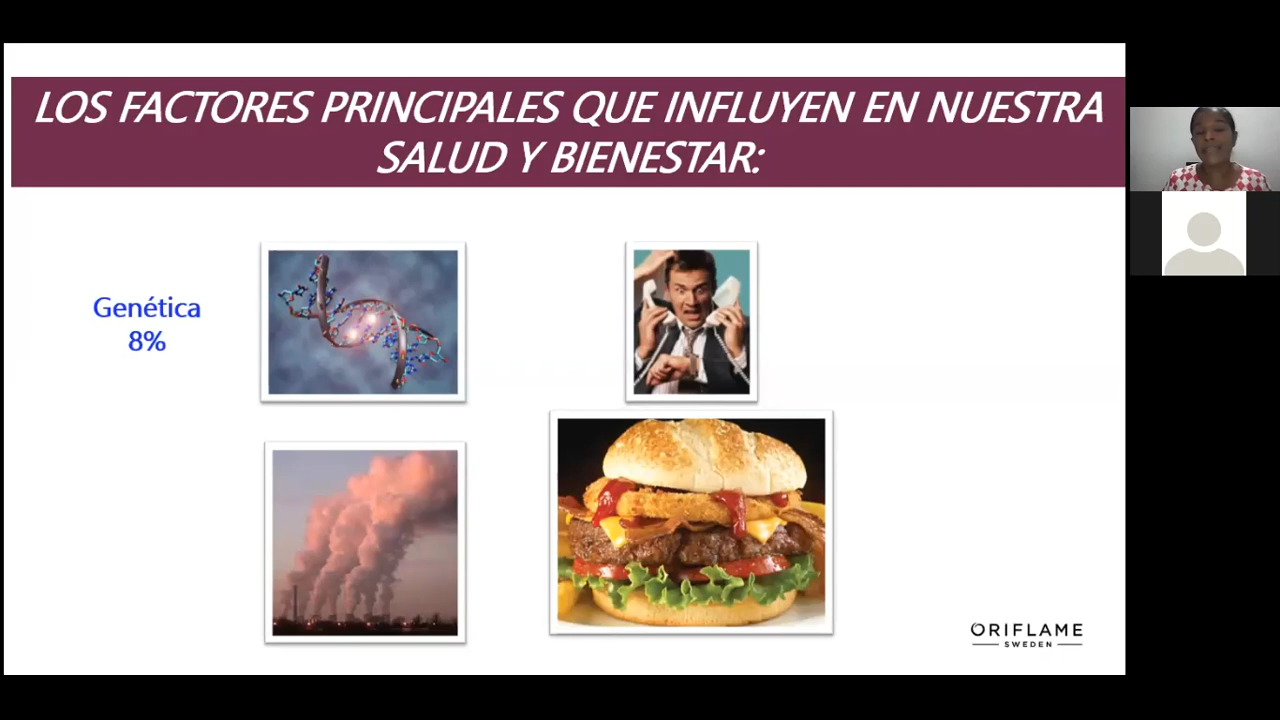 LOS FACTORES PRINCIPALES QUE INFLUYEN EN NUESTRA
SALUD Y BIENESTAR:
Genética
8%
ORIFLAME
SWEDEN